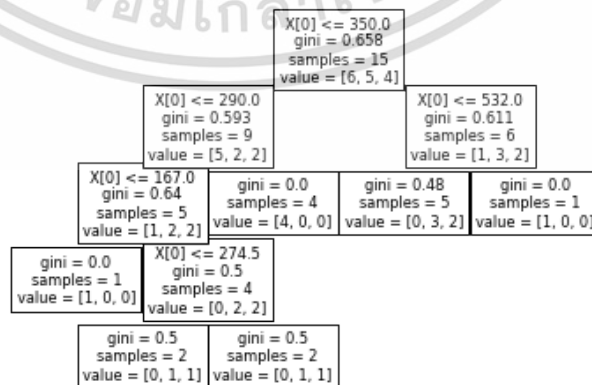 X[0] <= 350.0
gini = 0.658
samples = 15
value = [6, 5, 4]
X[0] <= 290.0
gini = 0.593
samples = 9
value = [5, 2, 2]
X[0] <= 532.0
gini = 0.611
samples = 6
value = [1, 3, 2]
X[0] <= 167.0
gini = 0.64
samples = 5
value = [1, 2, 2]
gini = 0.0
samples = 4
value = [4, 0, 0]
gini = 0.48
samples = 5
value = [0, 3, 2]
gini = 0.0
samples = 1
value = [1, 0, 0]
gini = 0.0
samples = 1
value = [1, 0, 0]
X[0] <= 274.5
gini = 0.5
samples = 4
value = [0, 2, 2]
gini = 0.5
samples = 2
value = [0, 1, 1]
gini = 0.5
samples = 2
value = [0, 1, 1]